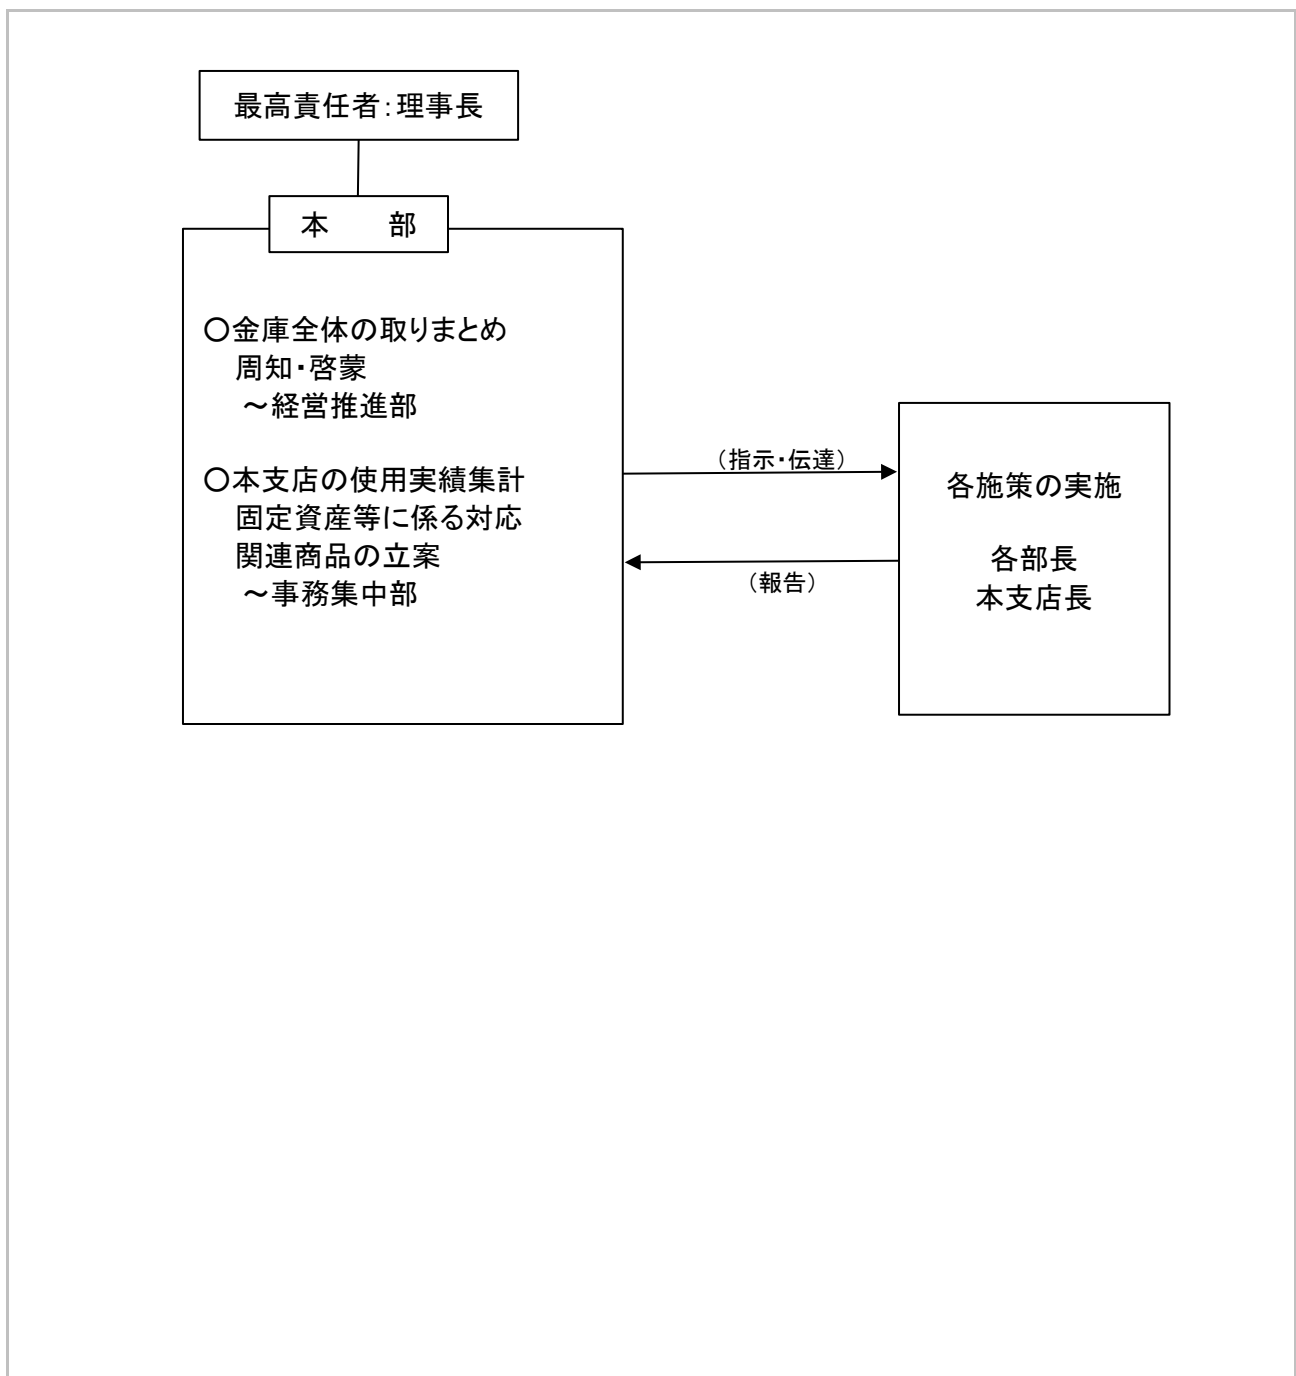 最高責任者:理事長
本　　部
○金庫全体の取りまとめ
周知・啓蒙
～経営推進部
○本支店の使用実績集計
固定資産等に係る対応
関連商品の立案
～事務集中部
（指示・伝達）
（報告）
各施策の実施
各部長
本支店長